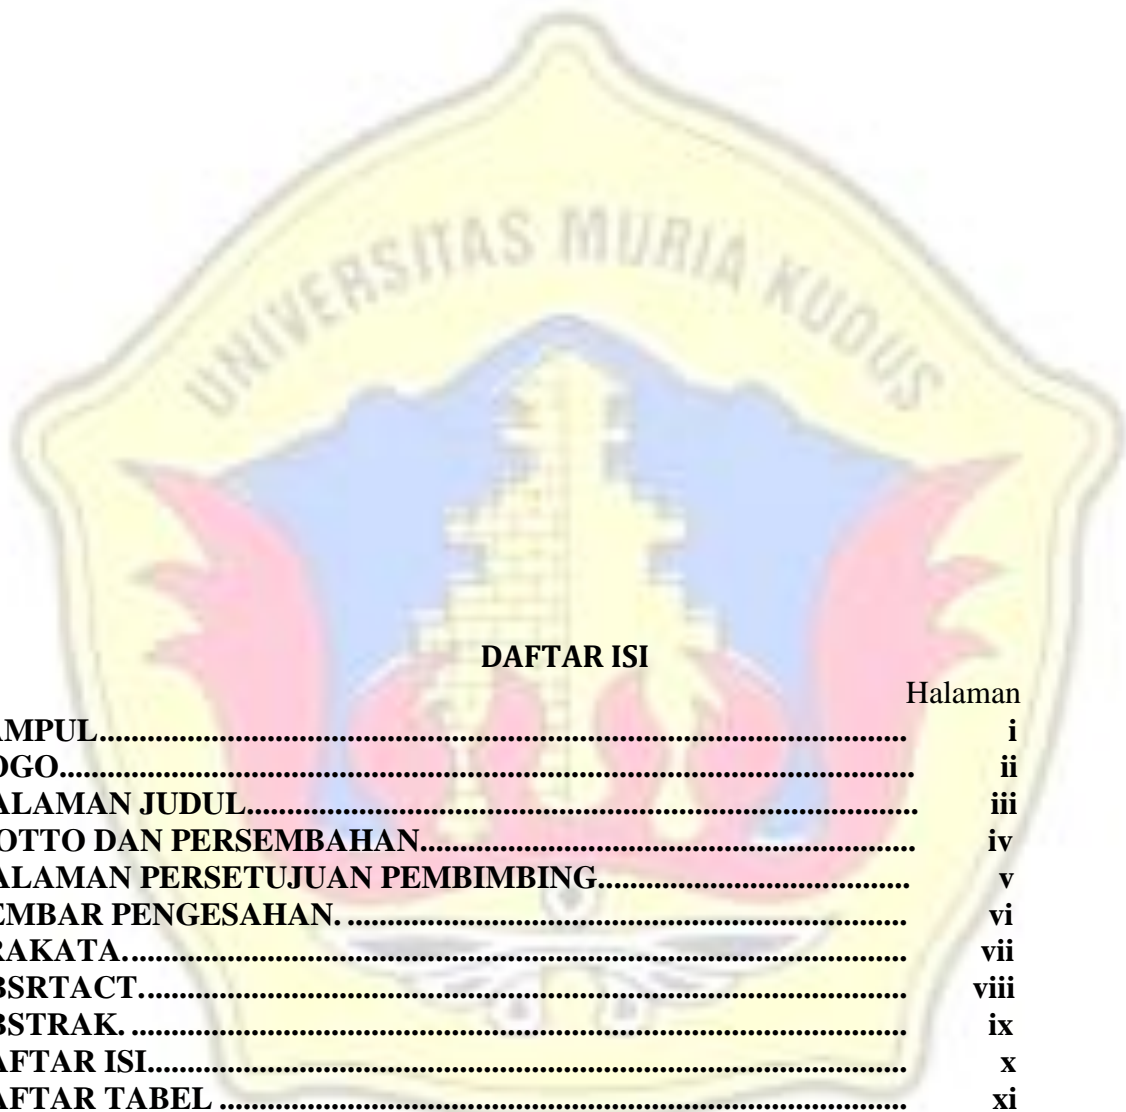 UNIVERSITAS MURIA KUDUS
DAFTAR ISI
Halaman
AMPUL.................................................................................................... i
OGO.......................................................................................................... ii
ALAMAN JUDUL.................................................................................... iii
OTTO DAN PERSEMBAHAN.............................................................. iv
ALAMAN PERSETUJUAN PEMBIMBING....................................... v
EMBAR PENGESAHAN. ...................................................................... vi
RAKATA.................................................................................................. vii
BSRTACT................................................................................................ viii
BSTRAK. ................................................................................................. ix
AFTAR ISI............................................................................................... x
AFTAR TABEL ...................................................................................... xi